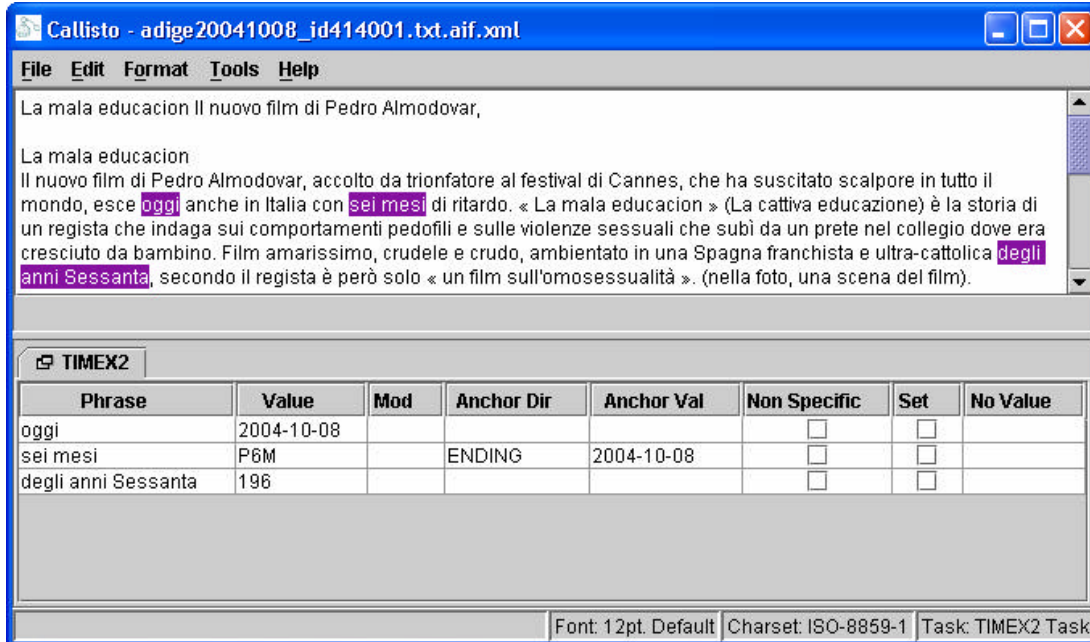 Callisto - adige20041008_id414001.txt.aif.xml
File Edit Format Tools Help
La mala educacion Il nuovo film di Pedro Almodovar,
La mala educacion
Il nuovo film di Pedro Almodovar, accolto da trionfatore al festival di Cannes, che ha suscitato scalpore in tutto il
mondo, esce oggi anche in Italia con sei mesi di ritardo. « La mala educacion » (La cattiva educazione) è la storia di
un regista che indaga sui comportamenti pedofili e sulle violenze sessuali che subì da un prete nel collegio dove era
cresciuto da bambino. Film amarissimo, crudele e crudo, ambientato in una Spagna franchista e ultra-cattolica degli
anni Sessanta, secondo il regista è però solo « un film sull'omosessualità ». (nella foto, una scena del film).
TIMEX2
Phrase Value Mod Anchor Dir Anchor Val Non Specific Set No Value
oggi 2004-10-08
sei mesi P6M ENDING 2004-10-08
degli anni Sessanta 196
Font: 12pt. Default Charset: ISO-8859-1 Task: TIMEX2 Task